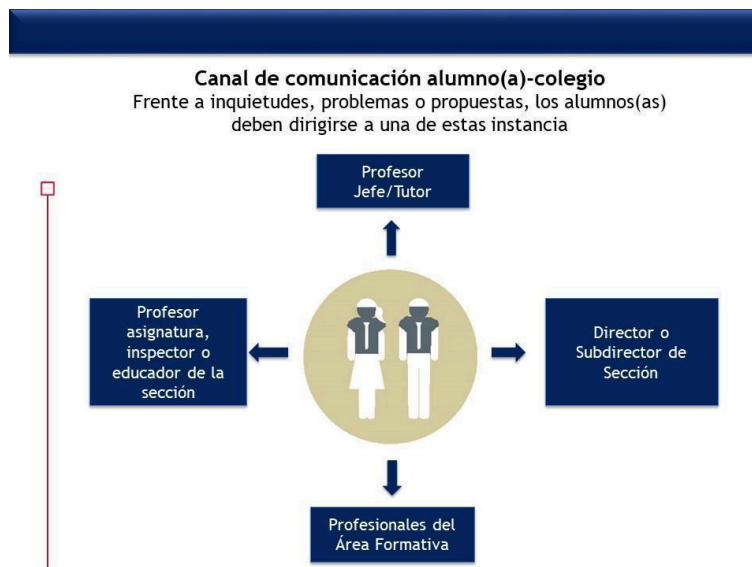 Canal de comunicación alumno(a)-colegio
Frente a inquietudes, problemas o propuestas, los alumnos(as)
deben dirigirse a una de estas instancia
Profesor
Jefe/Tutor
Profesor
asignatura,
inspector o
educador de la
sección
Director o
Subdirector de
Sección
Profesionales del
Área Formativa